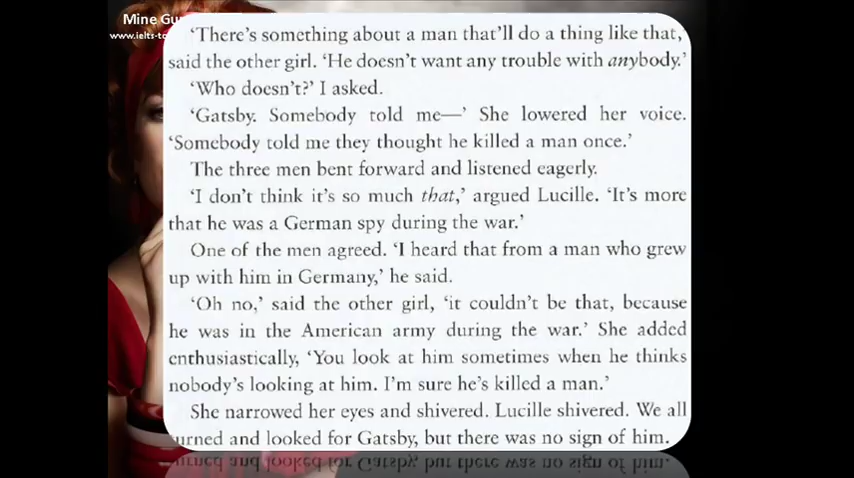 Mine Gu
www.ielts-to
‘There’s something about a man that’ll do a thing like that,
said the other girl. ‘He doesn’t want any trouble with anybody.’
‘Who doesn’t?’ I asked.
‘Gatsby. Somebody told me—’ She lowered her voice.
‘Somebody told me they thought he killed a man once.’
The three men bent forward and listened eagerly.
‘I don’t think it’s so much that,’ argued Lucille. ‘It’s more
that he was a German spy during the war.’
One of the men agreed. ‘I heard that from a man who grew
up with him in Germany,’ he said.
‘Oh no,’ said the other girl, ‘it couldn’t be that, because
he was in the American army during the war.’ She added
enthusiastically, ‘You look at him sometimes when he thinks
nobody’s looking at him. I’m sure he’s killed a man.’
She narrowed her eyes and shivered. Lucille shivered. We all
urned and looked for Gatsby, but there was no sign of him.